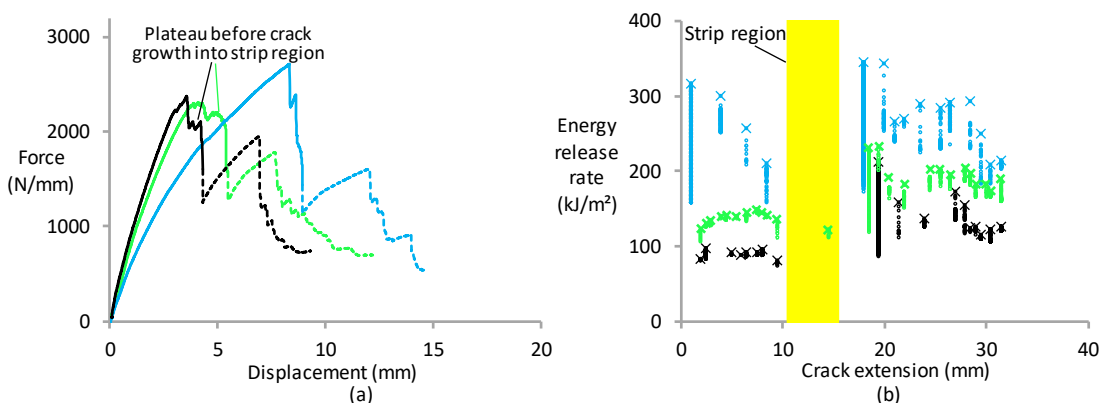 3000
2000
1000
0
Force
(N/mm)
Plateau before crack
growth into strip region
0 5 10 15 20
Displacement (mm)
(a)
400
300
200
100
0
Energy
release
rate
(kJ/m²)
Strip region
0 10 20 30 40
Crack extension (mm)
(b)